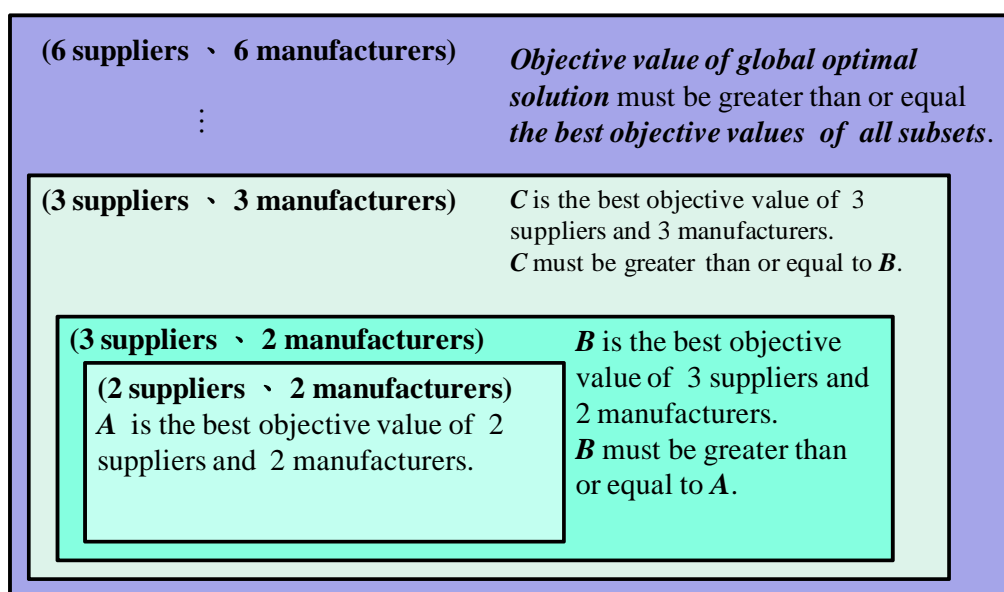 (6 suppliers 、 6 manufacturers)
⋮
Objective value of global optimal
solution must be greater than or equal
the best objective values of all subsets.
(3 suppliers 、 3 manufacturers)
C is the best objective value of 3
suppliers and 3 manufacturers.
C must be greater than or equal to B.
(3 suppliers 、 2 manufacturers)
(2 suppliers 、 2 manufacturers)
A is the best objective value of 2
suppliers and 2 manufacturers.
B is the best objective
value of 3 suppliers and
2 manufacturers.
B must be greater than
or equal to A.